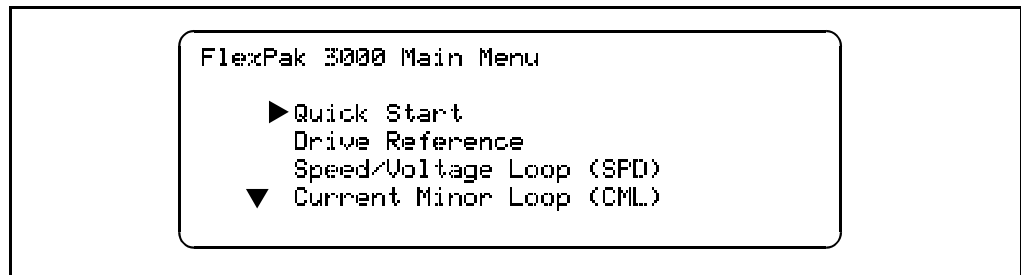 FlexPak 3000 Main Menu
▶Quick Start
Drive Reference
Speed/Voltage Loop (SPD)
▼ Current Minor Loop (CML)